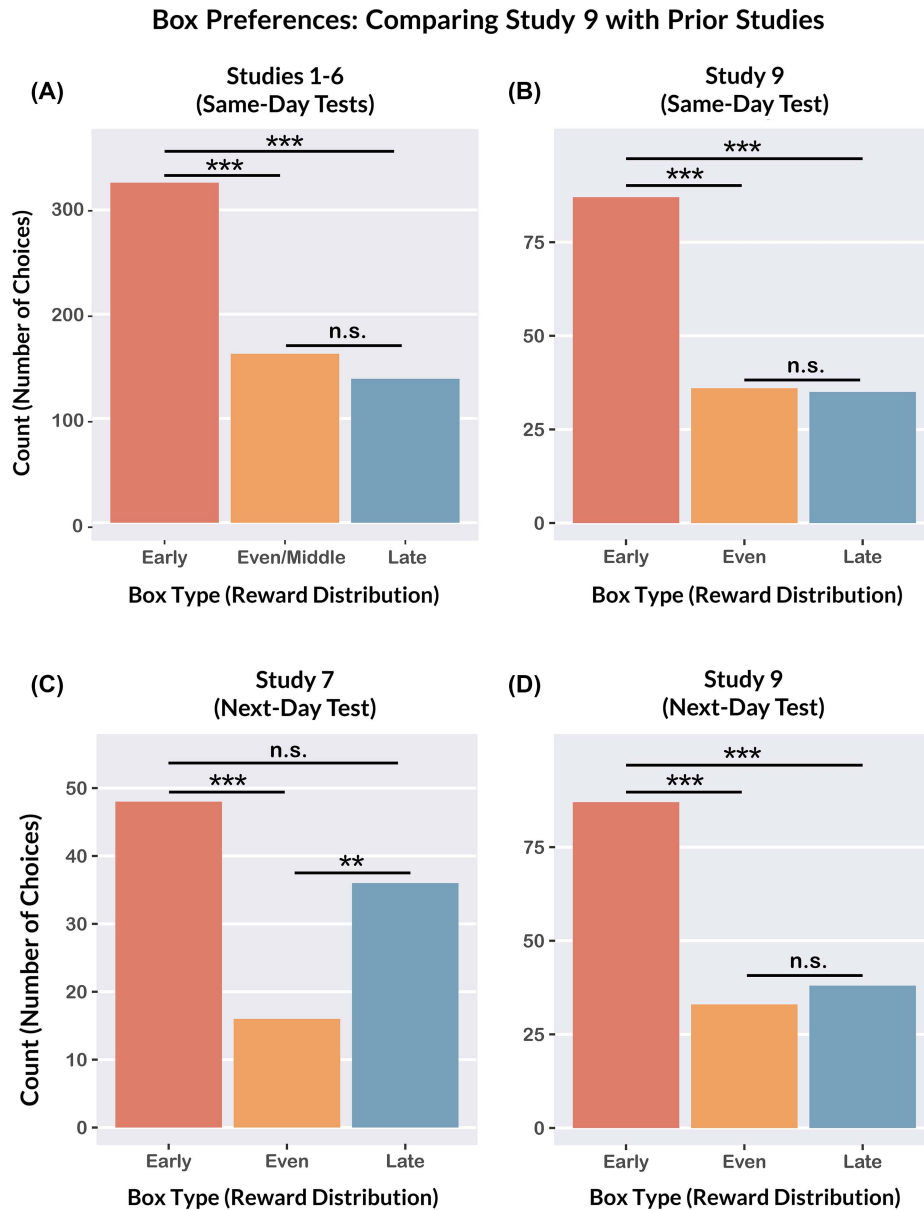 Box Preferences: Comparing Study 9 with Prior Studies
(A)
Studies 1-6
(Same-Day Tests)
Count (Number of Choices)
300
200
100
0
***
***
n.s.
Early
Even/Middle
Late
Box Type (Reward Distribution)
(B)
Study 9
(Same-Day Test)
75
50
25
0
***
***
n.s.
Early
Even
Late
Box Type (Reward Distribution)
(C)
Study 7
(Next-Day Test)
Count (Number of Choices)
50
40
30
20
10
0
n.s.
***
**
Early
Even
Late
Box Type (Reward Distribution)
(D)
Study 9
(Next-Day Test)
75
50
25
0
***
***
n.s.
Early
Even
Late
Box Type (Reward Distribution)